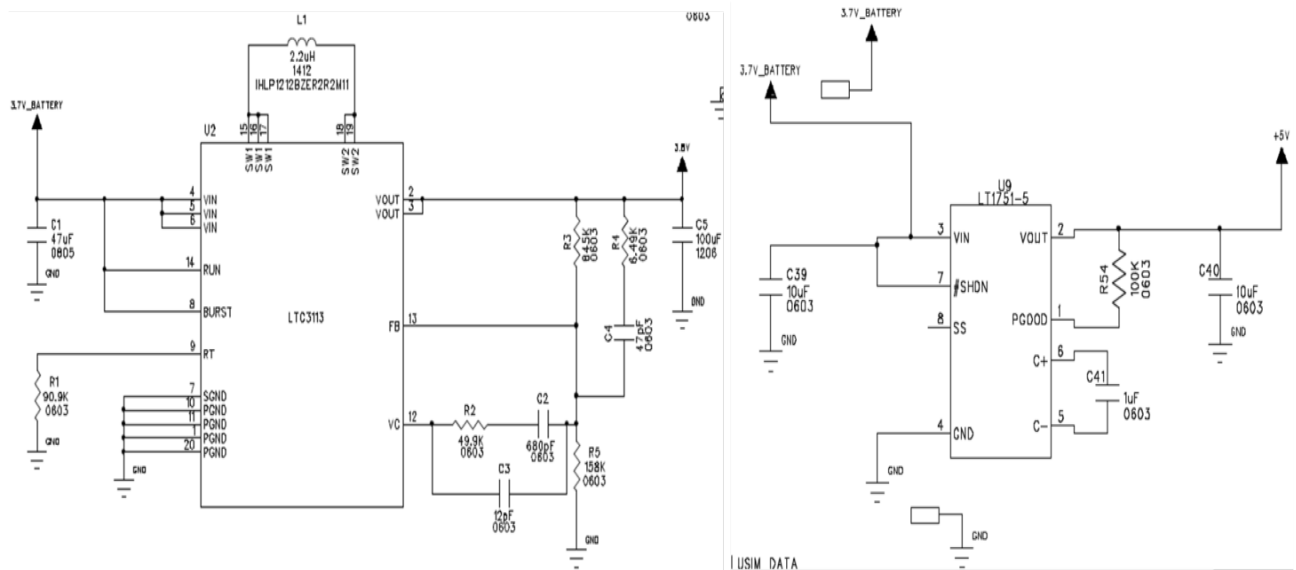 0603
L1
2.2uH
1412
IHLP1212BZER2R2M11
3.7V_BATTERY
U2
15
16
17
18
19
SW1
SW1
SW1
SW2
SW2
4 VIN
5 VIN
6 VIN
C1
47uF
0805
GND
14 RUN
8 BURST
LTC3113
9 RT
R1
90.9K
0603
GND
7 SGND
10 PGND
11 PGND
1 PGND
20 PGND
GND
VOUT 2
VOUT 3
3.8V
R3
845K
0603
R4
6.49K
0603
C5
100uF
1206
GND
FB 13
C4
47pF
0603
VC 12
R2
49.9K
0603
C2
680pF
0603
C3
12pF
0603
R5
158K
0603
GND
3.7V_BATTERY
3.7V_BATTERY
+5V
U9
LT1751-5
3 VIN
VOUT 2
C39
10uF
0603
GND
7 #SHDN
8 SS
R54
100K
0603
PGOOD 1
C40
10uF
0603
GND
C+ 6
C41
1uF
0603
C- 5
4 GND
GND
GND
USIM_DATA